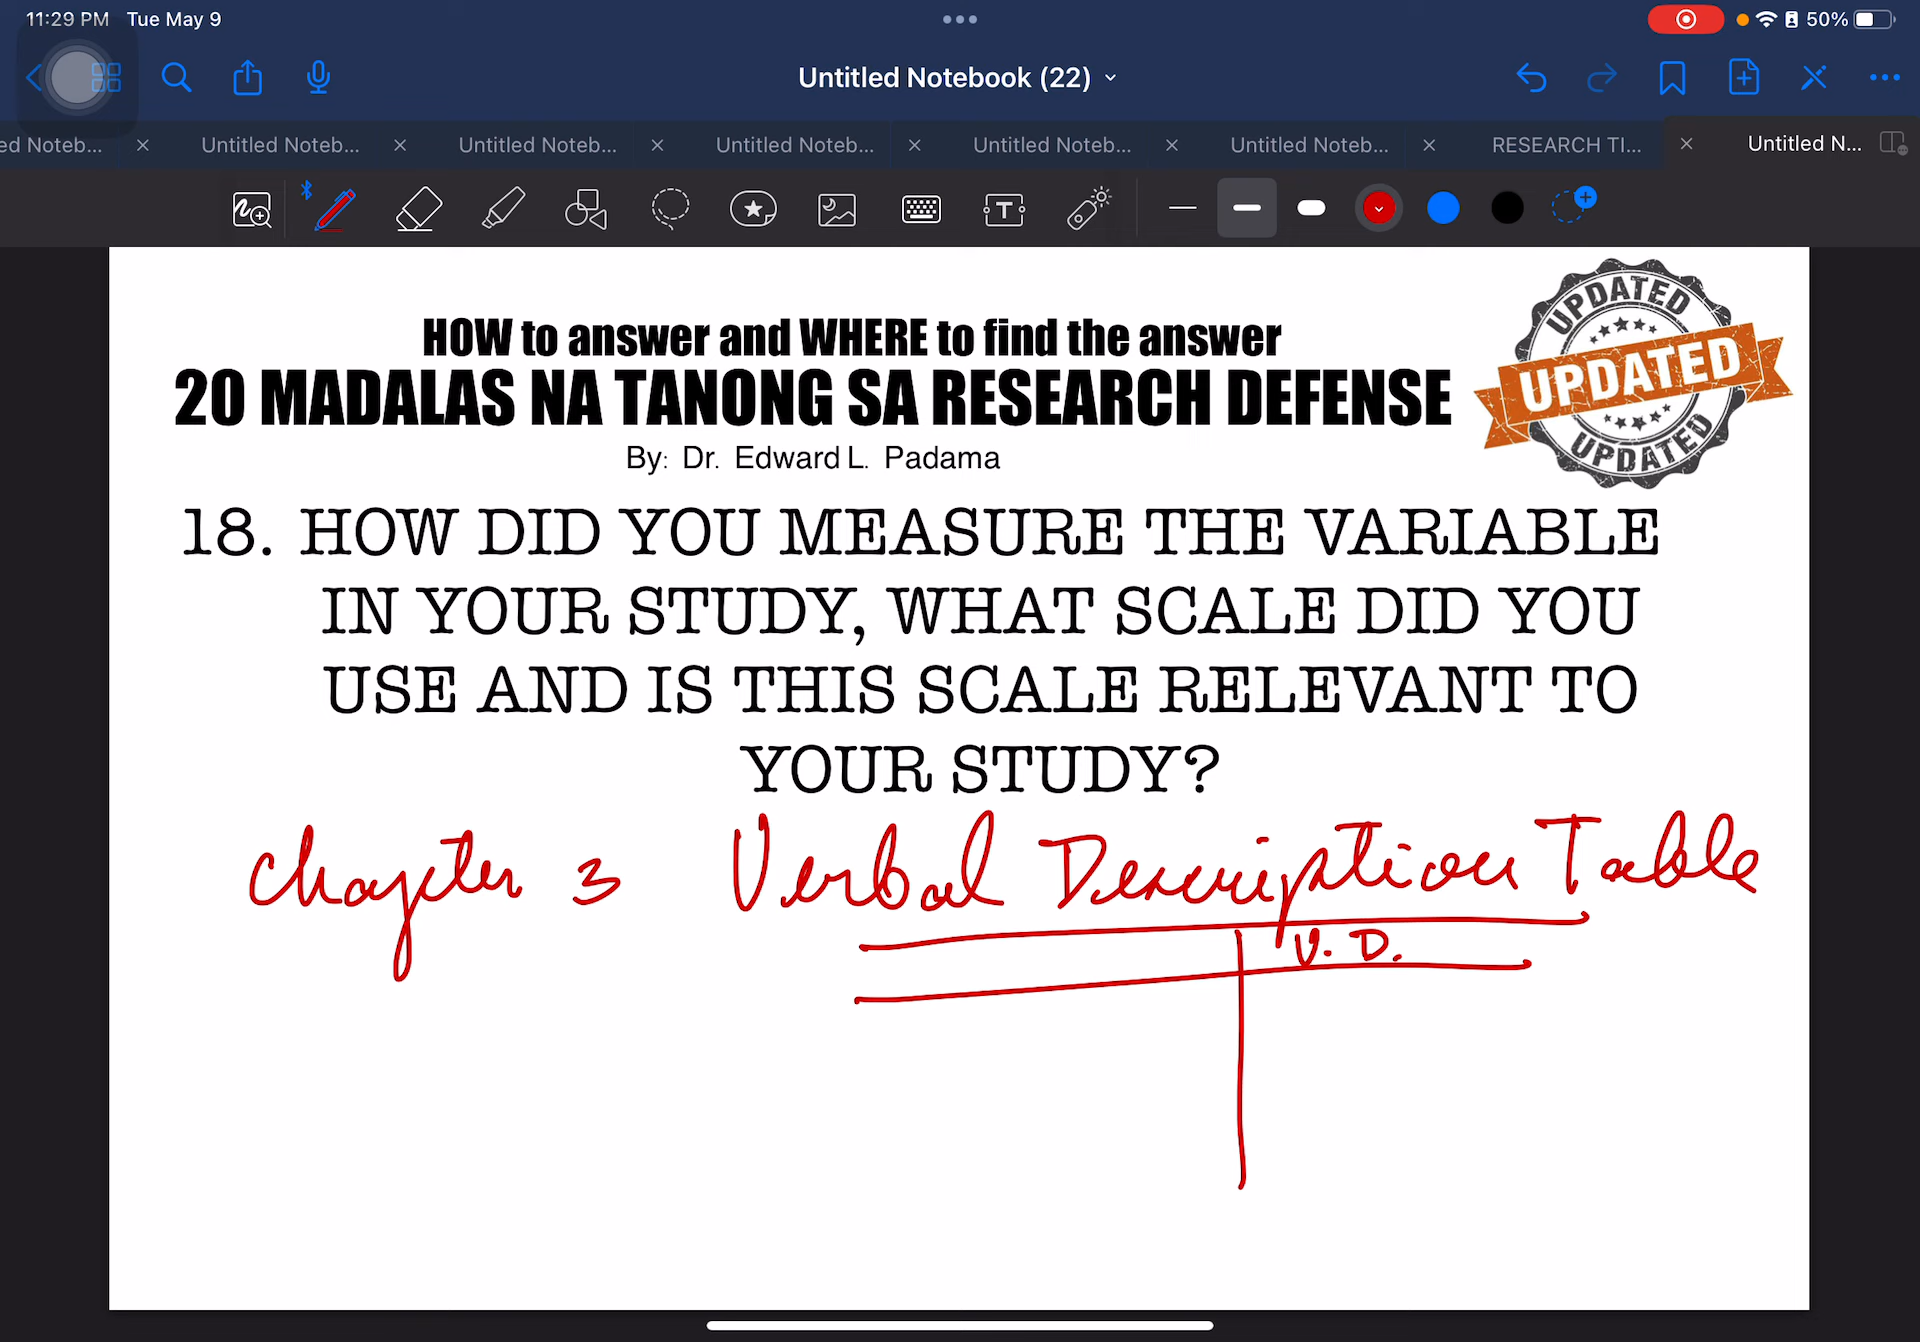 11:29 PM Tue May 9
50%
Untitled Notebook (22)
ed Noteb...
Untitled Noteb...
Untitled Noteb...
Untitled Noteb...
Untitled Noteb...
Untitled Noteb...
RESEARCH TI...
Untitled N...
HOW to answer and WHERE to find the answer
20 MADALAS NA TANONG SA RESEARCH DEFENSE
By: Dr. Edward L. Padama
UPDATED
UPDATED
UPDATED
18. HOW DID YOU MEASURE THE VARIABLE
IN YOUR STUDY, WHAT SCALE DID YOU
USE AND IS THIS SCALE RELEVANT TO
YOUR STUDY?
Chapter 3 Verbal Description Table
V. D.